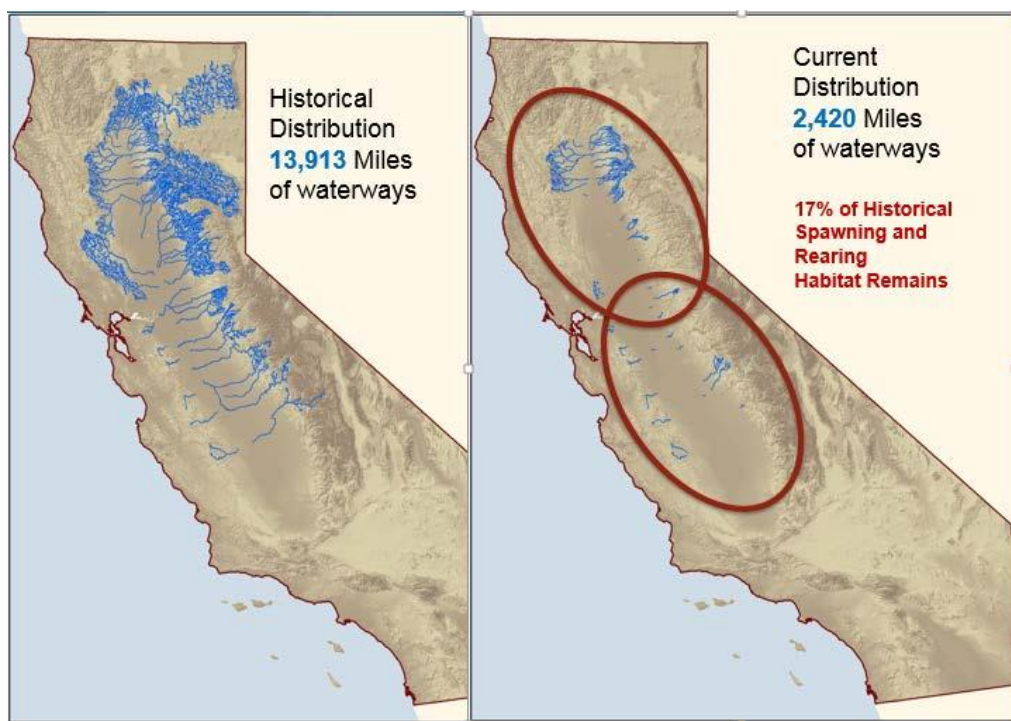 Historical
Distribution
13,913 Miles
of waterways
Current
Distribution
2,420 Miles
of waterways
17% of Historical
Spawning and
Rearing
Habitat Remains